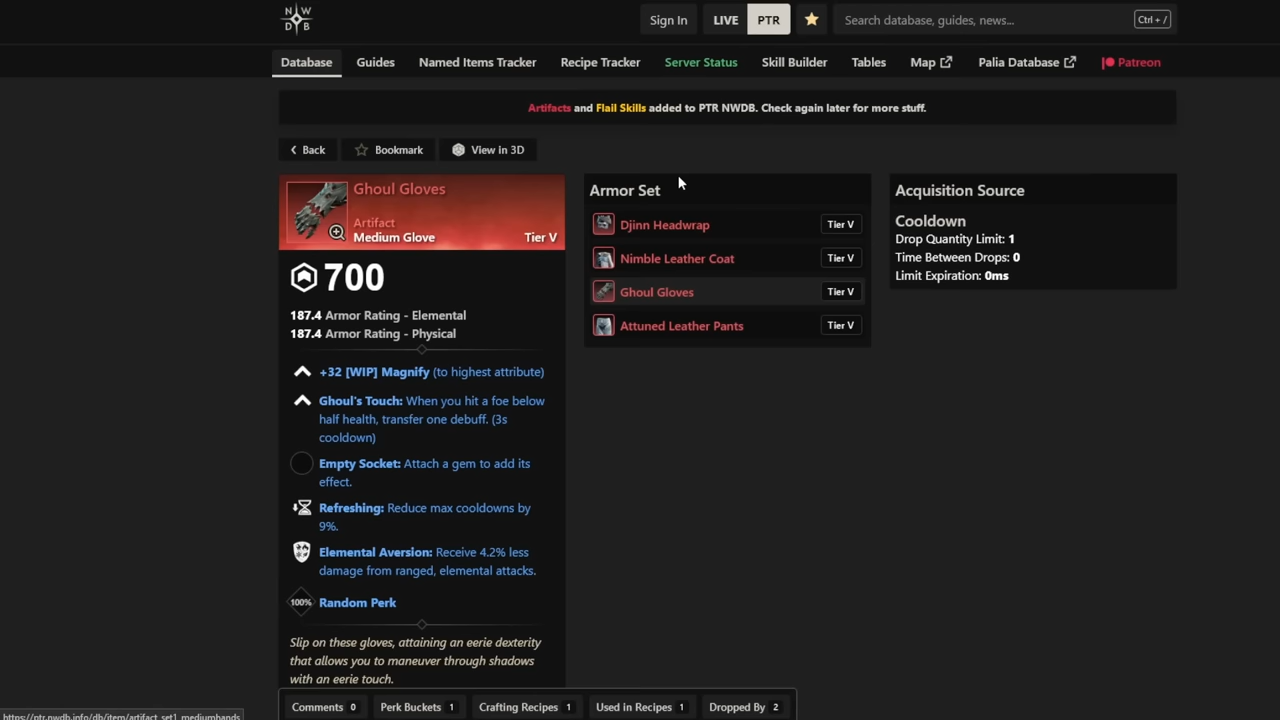 NW
DB
Sign In
LIVE
PTR
Search database, guides, news...
Ctrl + /
Database
Guides
Named Items Tracker
Recipe Tracker
Server Status
Skill Builder
Tables
Map
Palia Database
Patreon
Artifacts and Flail Skills added to PTR NWDB. Check again later for more stuff.
Back
Bookmark
View in 3D
Ghoul Gloves
Artifact
Medium Glove
Tier V
700
187.4 Armor Rating - Elemental
187.4 Armor Rating - Physical
+32 [WIP] Magnify (to highest attribute)
Ghoul's Touch: When you hit a foe below
half health, transfer one debuff. (3s
cooldown)
Empty Socket: Attach a gem to add its
effect.
Refreshing: Reduce max cooldowns by
9%.
Elemental Aversion: Receive 4.2% less
damage from ranged, elemental attacks.
100% Random Perk
Slip on these gloves, attaining an eerie dexterity
that allows you to maneuver through shadows
with an eerie touch.
Armor Set
Djinn Headwrap Tier V
Nimble Leather Coat Tier V
Ghoul Gloves Tier V
Attuned Leather Pants Tier V
Acquisition Source
Cooldown
Drop Quantity Limit: 1
Time Between Drops: 0
Limit Expiration: 0ms
Comments 0
Perk Buckets 1
Crafting Recipes 1
Used in Recipes 1
Dropped By 2
https://ptr.nwdb.info/db/item/artifact_set1_mediumhands